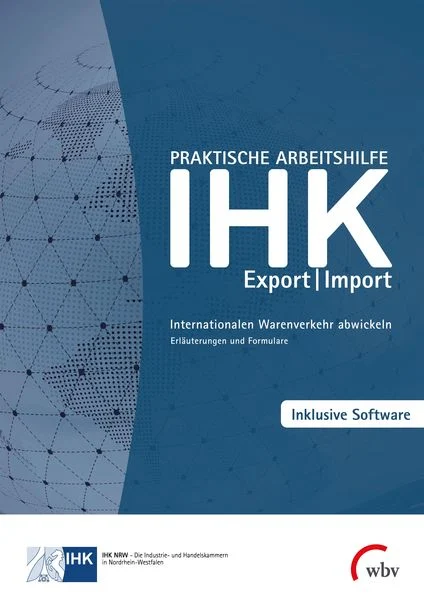 PRAKTISCHE ARBEITSHILFE
IHK
Export|Import
Internationalen Warenverkehr abwickeln
Erläuterungen und Formulare
Inklusive Software
IHK
IHK NRW - Die Industrie- und Handelskammern
in Nordrhein-Westfalen
wbv